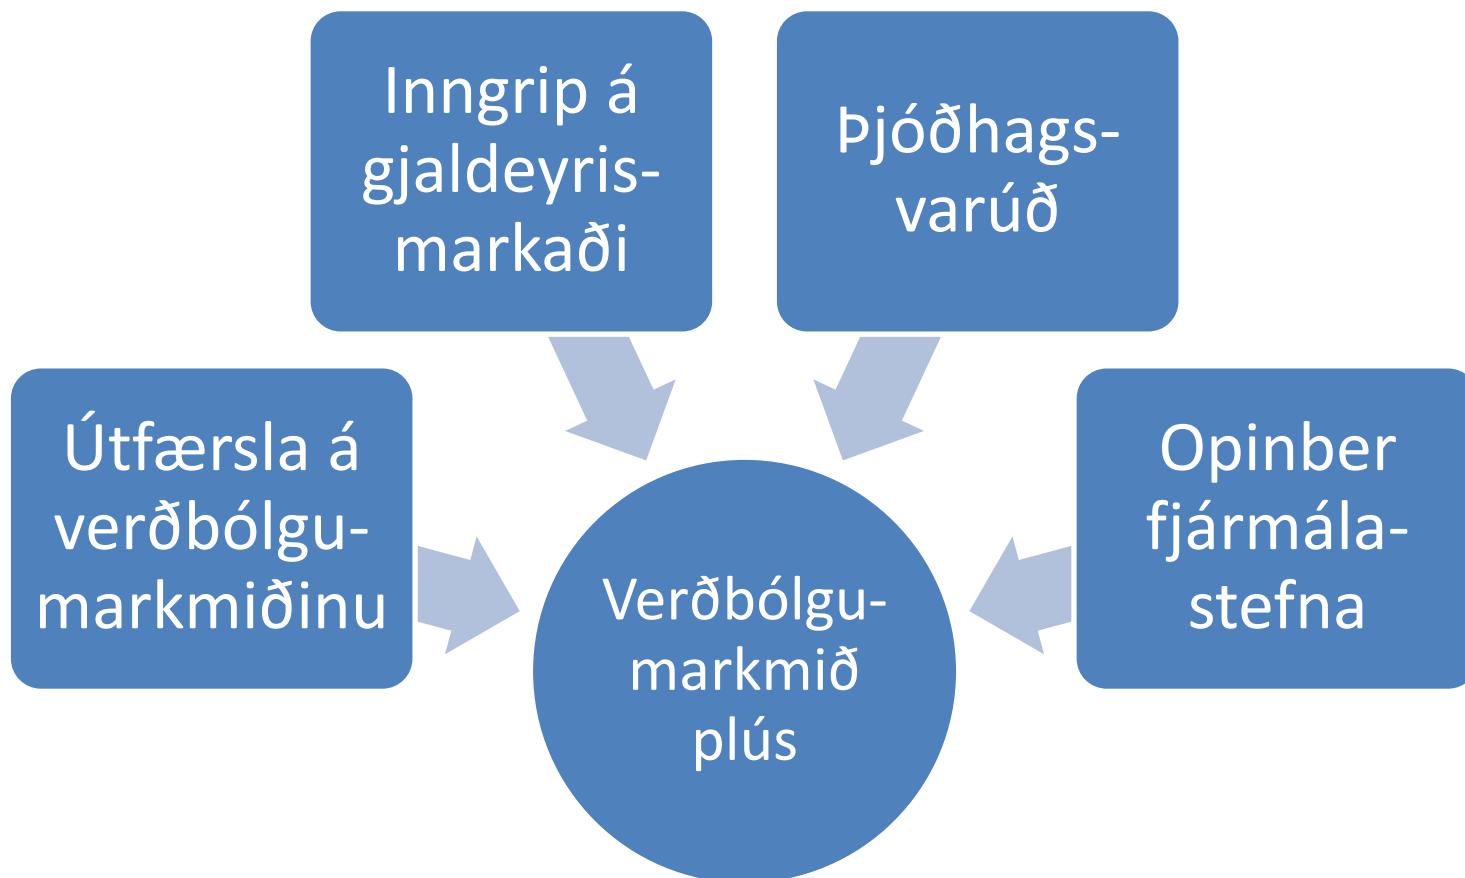 Inngrip á
gjaldeyris-
markaði
Þjóðhags-
varúð
Útfærsla á
verðbólgu-
markmiðinu
Opinber
fjármála-
stefna
Verðbólgu-
markmið
plús